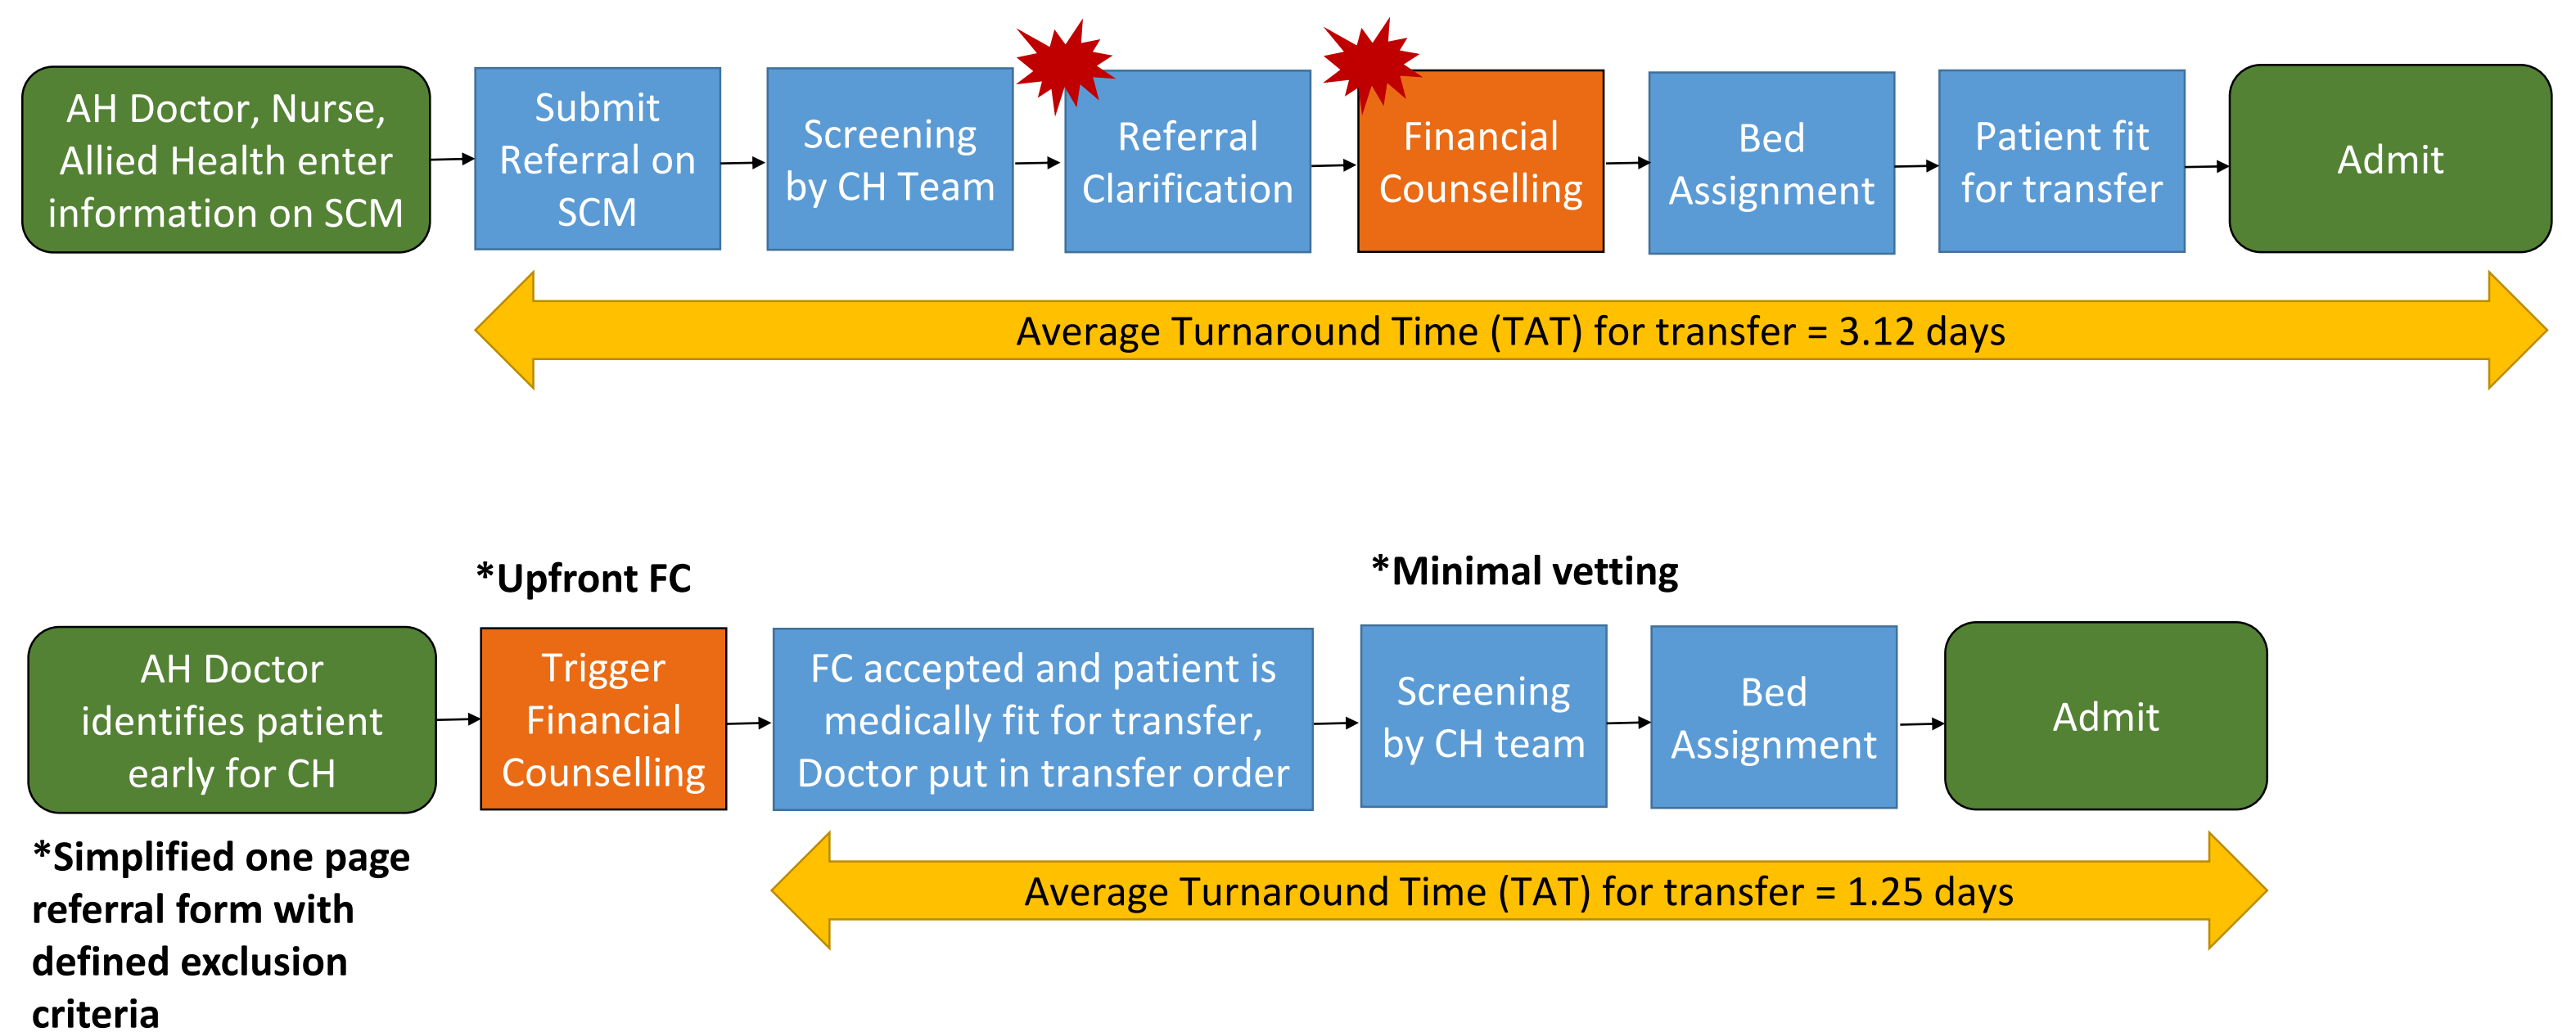 AH Doctor, Nurse,
Allied Health enter
information on SCM
Submit
Referral on
SCM
Screening
by CH Team
Referral
Clarification
Financial
Counselling
Bed
Assignment
Patient fit
for transfer
Admit
Average Turnaround Time (TAT) for transfer = 3.12 days
*Upfront FC
*Minimal vetting
AH Doctor
identifies patient
early for CH
Trigger
Financial
Counselling
FC accepted and patient is
medically fit for transfer,
Doctor put in transfer order
Screening
by CH team
Bed
Assignment
Admit
*Simplified one page
referral form with
defined exclusion
criteria
Average Turnaround Time (TAT) for transfer = 1.25 days